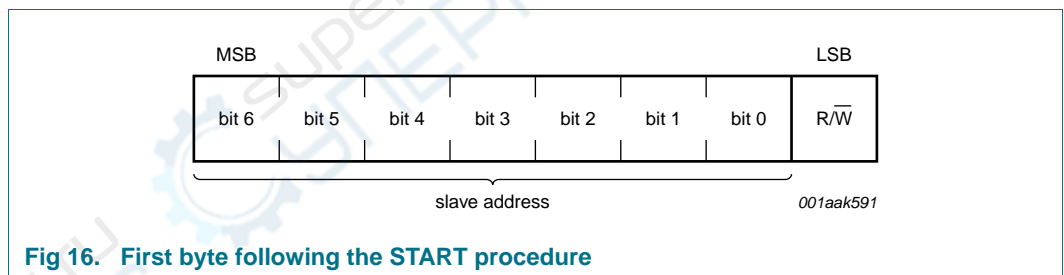 MSB LSB
bit 6 bit 5 bit 4 bit 3 bit 2 bit 1 bit 0 R/W̅
slave address 001aak591
Fig 16. First byte following the START procedure